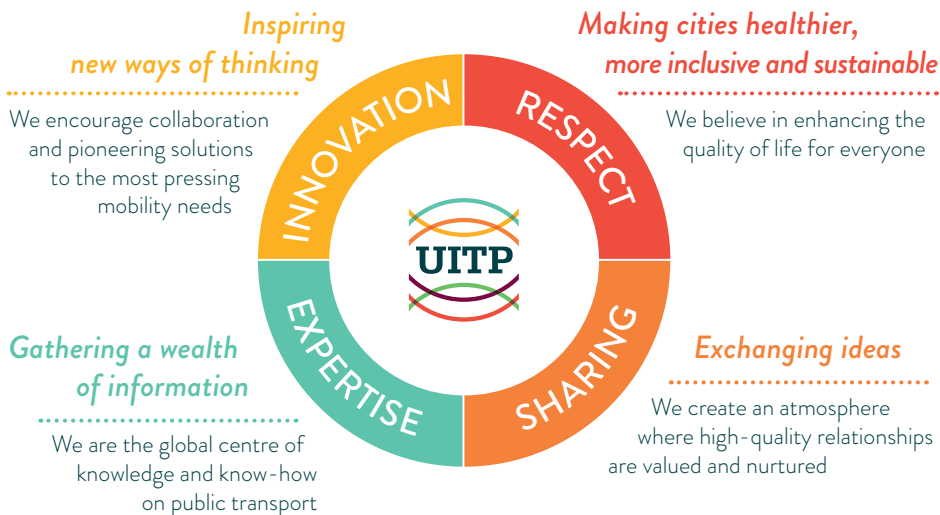 Inspiring
new ways of thinking
We encourage collaboration
and pioneering solutions
to the most pressing
mobility needs
Making cities healthier,
more inclusive and sustainable
We believe in enhancing the
quality of life for everyone
INNOVATION
RESPECT
UITP
EXPERTISE
SHARING
Gathering a wealth
of information
We are the global centre of
knowledge and know-how
on public transport
Exchanging ideas
We create an atmosphere
where high-quality relationships
are valued and nurtured